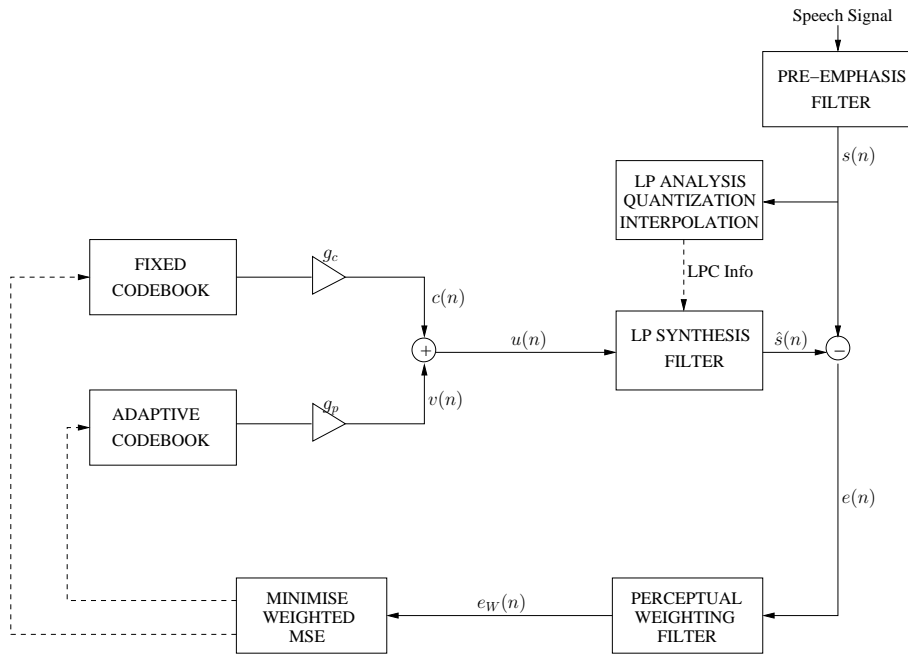 Speech Signal
PRE−EMPHASIS
FILTER
s(n)
LP ANALYSIS
QUANTIZATION
INTERPOLATION
LPC Info
FIXED
CODEBOOK
g_c
c(n)
+
u(n)
LP SYNTHESIS
FILTER
ŝ(n)
−
ADAPTIVE
CODEBOOK
g_p
v(n)
e(n)
MINIMISE
WEIGHTED
MSE
e_W(n)
PERCEPTUAL
WEIGHTING
FILTER